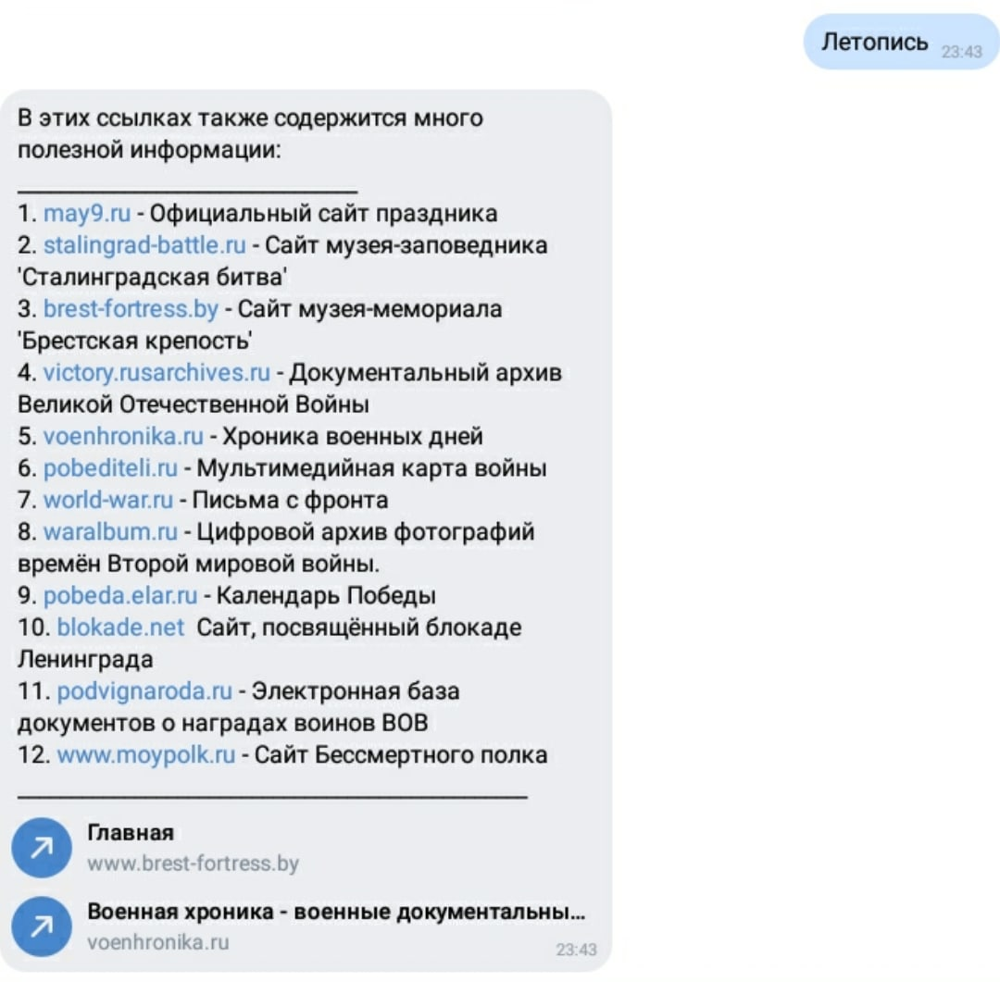 Летопись 23:43
В этих ссылках также содержится много
полезной информации:
1. may9.ru - Официальный сайт праздника
2. stalingrad-battle.ru - Сайт музея-заповедника
'Сталинградская битва'
3. brest-fortress.by - Сайт музея-мемориала
'Брестская крепость'
4. victory.rusarchives.ru - Документальный архив
Великой Отечественной Войны
5. voenhronika.ru - Хроника военных дней
6. pobediteli.ru - Мультимедийная карта войны
7. world-war.ru - Письма с фронта
8. waralbum.ru - Цифровой архив фотографий
времён Второй мировой войны.
9. pobeda.elar.ru - Календарь Победы
10. blokade.net  Сайт, посвящённый блокаде
Ленинграда
11. podvignaroda.ru - Электронная база
документов о наградах воинов ВОВ
12. www.moypolk.ru - Сайт Бессмертного полка
Главная
www.brest-fortress.by
Военная хроника - военные документальны...
voenhronika.ru 23:43